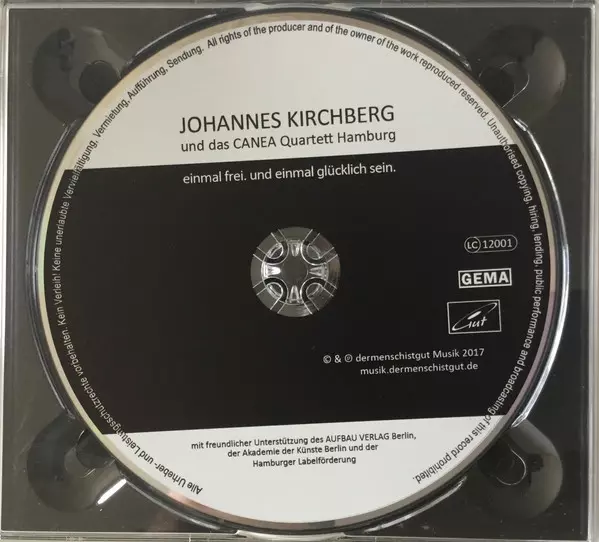 Alle Urheber- und Leistungsschutzrechte vorbehalten. Kein Verleih! Keine unerlaubte Vervielfältigung, Vermietung, Aufführung, Sendung. All rights of the producer and of the owner of the work reproduced reserved. Unauthorised copying, hiring, lending, public performance and broadcasting of this record prohibited.
JOHANNES KIRCHBERG
und das CANEA Quartett Hamburg
einmal frei. und einmal glücklich sein.
LC 12001
GEMA
Gut
© & ℗ dermenschistgut Musik 2017
musik.dermenschistgut.de
mit freundlicher Unterstützung des AUFBAU VERLAG Berlin,
der Akademie der Künste Berlin und der
Hamburger Labelförderung